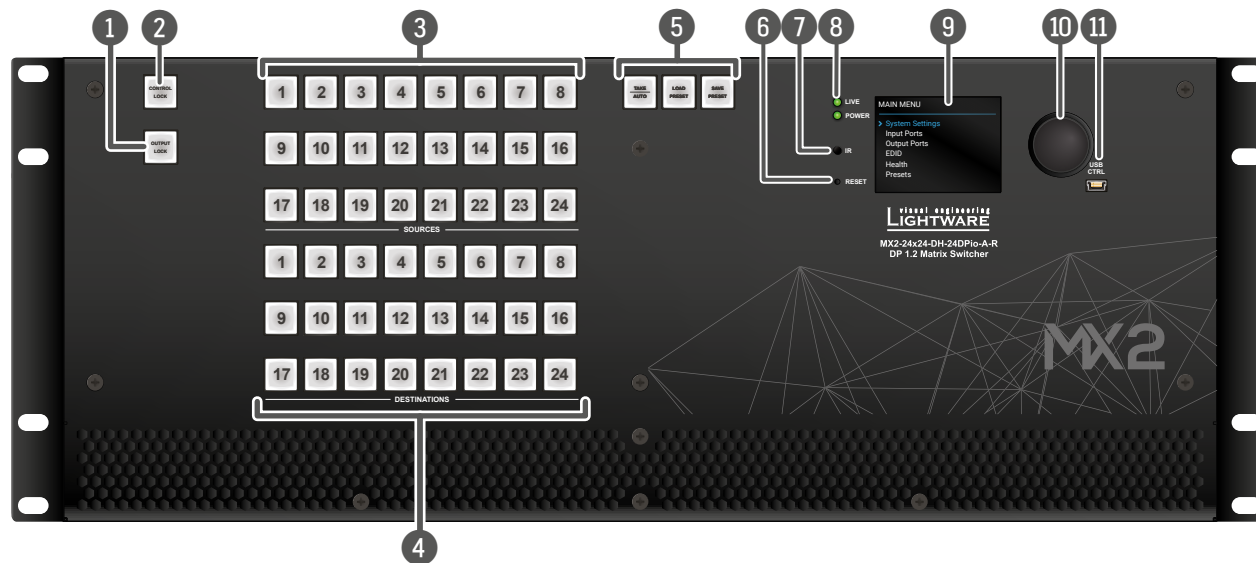 1
2
3
5
6
7
8
9
10
11
CONTROL
LOCK
OUTPUT
LOCK
1 2 3 4 5 6 7 8
9 10 11 12 13 14 15 16
17 18 19 20 21 22 23 24
SOURCES
1 2 3 4 5 6 7 8
9 10 11 12 13 14 15 16
17 18 19 20 21 22 23 24
DESTINATIONS
4
TAKE
AUTO
LOAD
PRESET
SAVE
PRESET
LIVE
POWER
IR
RESET
MAIN MENU
System Settings
Input Ports
Output Ports
EDID
Health
Presets
USB
CTRL
visual engineering
LIGHTWARE
MX2-24x24-DH-24DPio-A-R
DP 1.2 Matrix Switcher
MX2